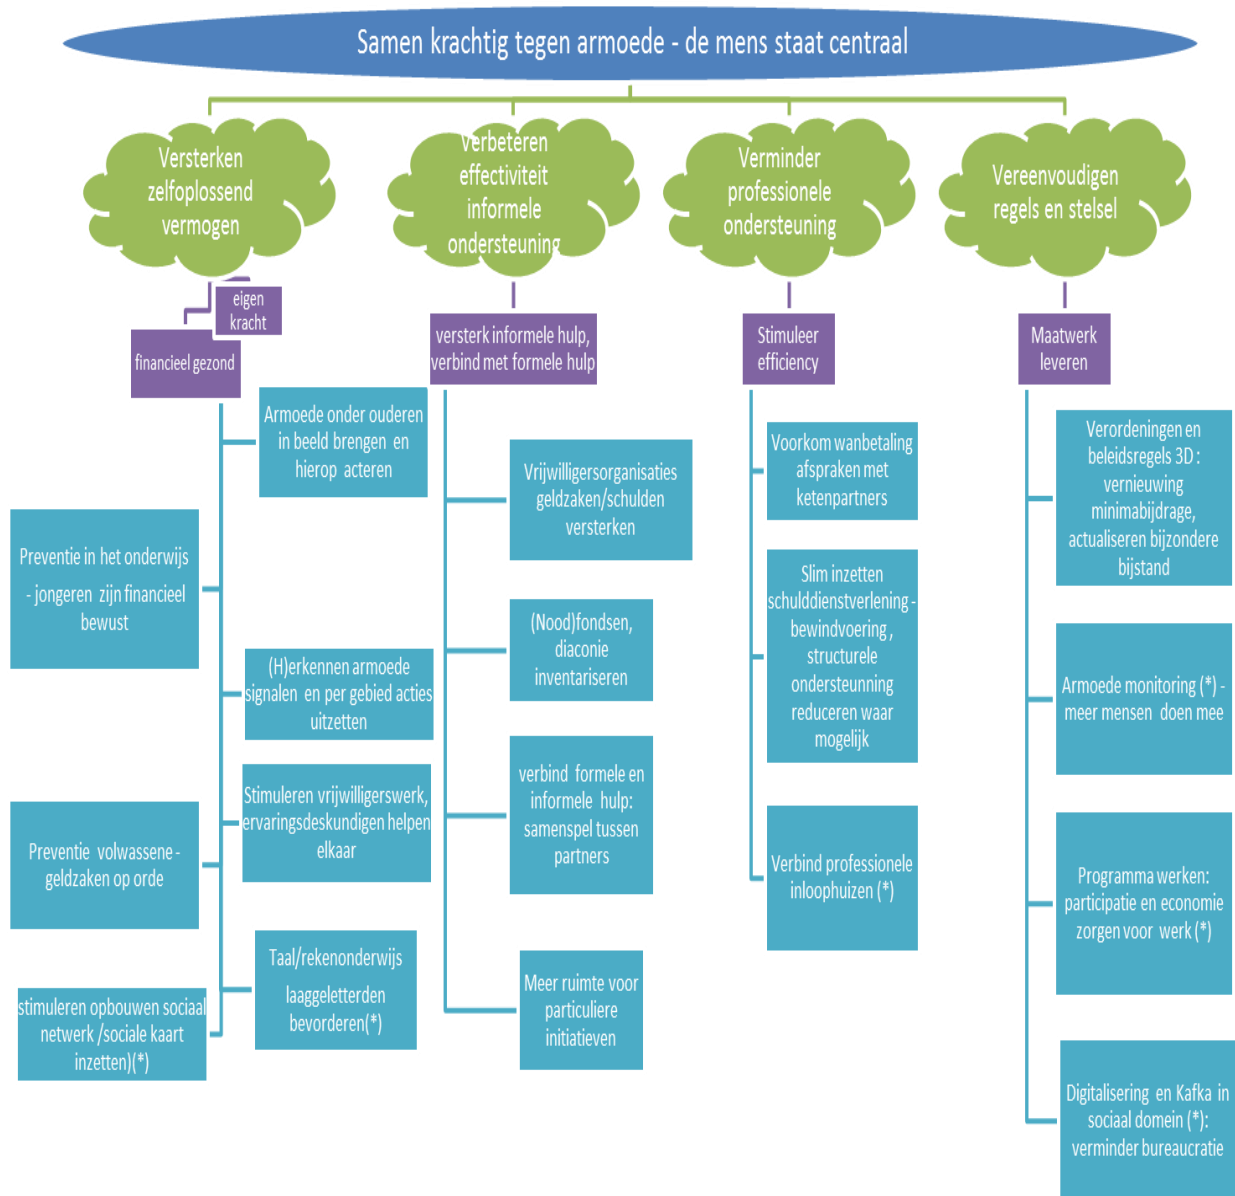 Samen krachtig tegen armoede - de mens staat centraal
Versterken
zelfoplossend
vermogen
verbeteren
effectiviteit
informele
ondersteuning
Verminder
professionele
ondersteuning
Vereenvoudigen
regels en stelsel
eigen
kracht
financieel gezond
versterk informele hulp,
verbind met formele hulp
Stimuleer
efficiency
Maatwerk
leveren
Armoede onder ouderen
in beeld brengen en
hierop acteren
Preventie in het onderwijs
- jongeren zijn financieel
bewust
(H)erkennen armoede
signalen en per gebied acties
uitzetten
Stimuleren vrijwilligerswerk,
ervaringsdeskundigen helpen
elkaar
Preventie volwassene -
geldzaken op orde
Taal/rekenonderwijs
laaggeletterden
bevorderen(*)
stimuleren opbouwen sociaal
netwerk /sociale kaart
inzetten)(*)
Vrijwilligersorganisaties
geldzaken/schulden
versterken
(Nood)fondsen,
diaconie
inventariseren
verbind formele en
informele hulp:
samenspel tussen
partners
Meer ruimte voor
particuliere
initiatieven
Voorkom wanbetaling
afspraken met
ketenpartners
Slim inzetten
schulddienstverlening -
bewindvoering ,
structurele
ondersteunning
reduceren waar
mogelijk
Verbind professionele
inloophuizen (*)
Verordeningen en
beleidsregels 3D :
vernieuwing
minimabijdrage,
actualiseren bijzondere
bijstand
Armoede monitoring (*) -
meer mensen doen mee
Programma werken:
participatie en economie
zorgen voor werk (*)
Digitalisering en Kafka in
sociaal domein (*):
verminder bureaucratie